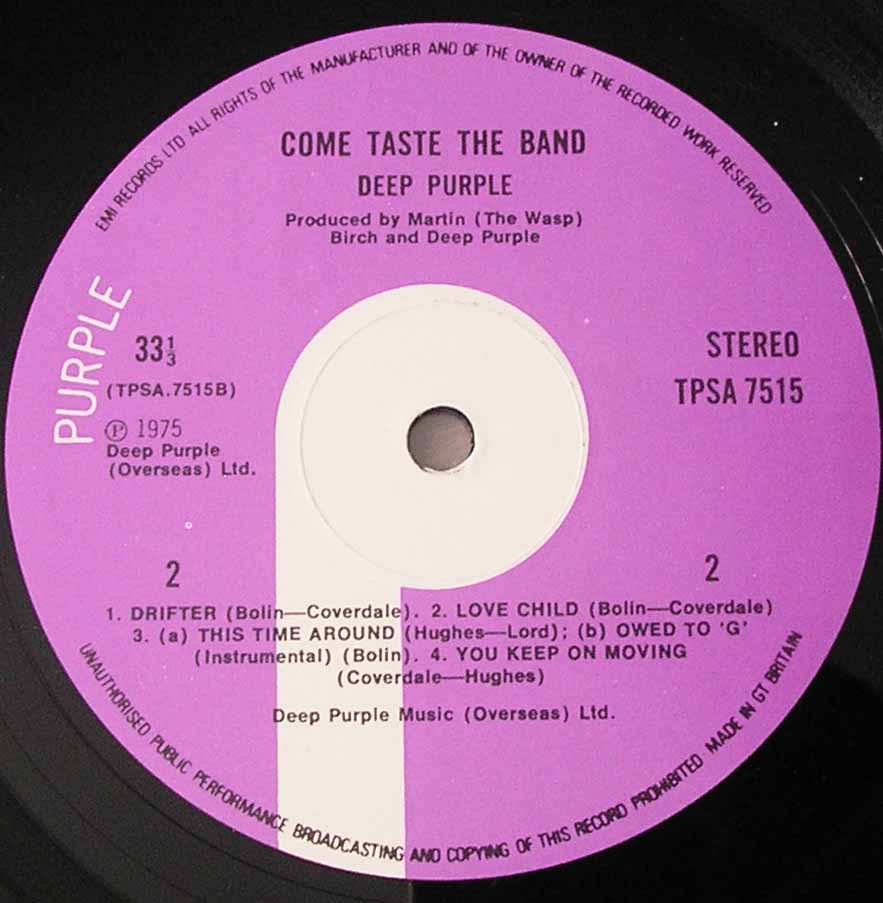 EMI RECORDS LTD ALL RIGHTS OF THE MANUFACTURER AND OF THE OWNER OF THE RECORDED WORK RESERVED
COME TASTE THE BAND
DEEP PURPLE
Produced by Martin (The Wasp)
Birch and Deep Purple
PURPLE
33⅓
(TPSA.7515B)
Ⓟ 1975
Deep Purple
(Overseas) Ltd.
STEREO
TPSA 7515
2
2
1. DRIFTER (Bolin—Coverdale). 2. LOVE CHILD (Bolin—Coverdale)
3. (a) THIS TIME AROUND (Hughes—Lord); (b) OWED TO 'G'
(Instrumental) (Bolin). 4. YOU KEEP ON MOVING
(Coverdale—Hughes)
Deep Purple Music (Overseas) Ltd.
UNAUTHORISED PUBLIC PERFORMANCE BROADCASTING AND COPYING OF THIS RECORD PROHIBITED MADE IN GT BRITAIN